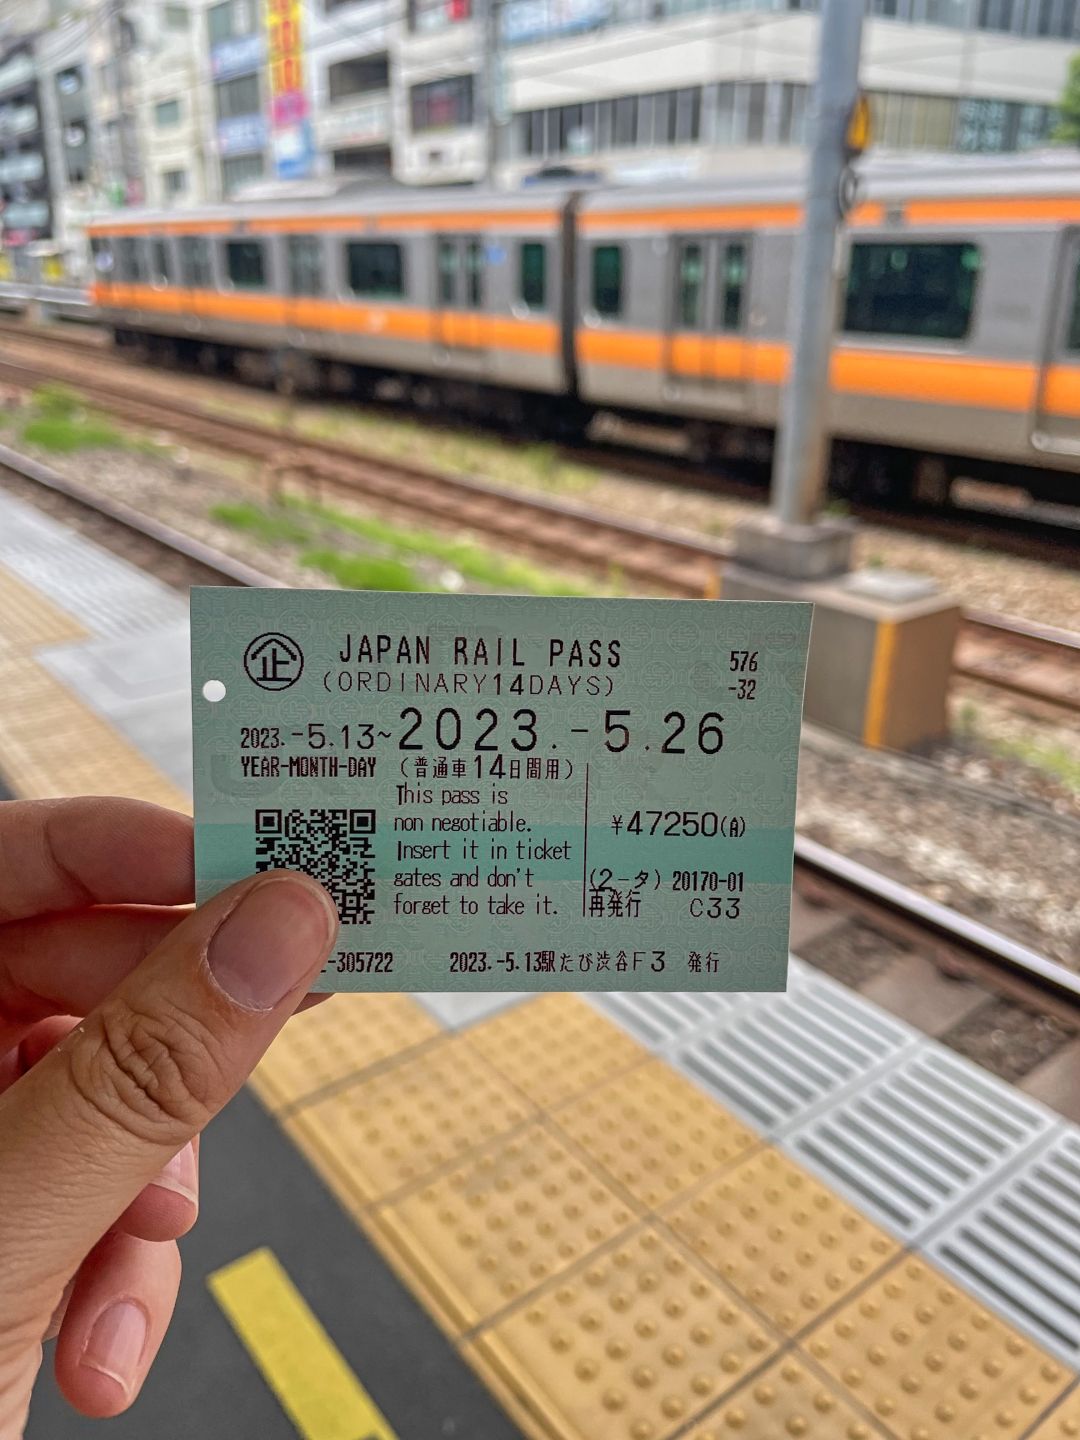 企 JAPAN RAIL PASS
(ORDINARY14DAYS)
576
-32
2023.-5.13~2023.-5.26
YEAR-MONTH-DAY (普通車14日間用)
This pass is
non negotiable.
Insert it in ticket
gates and don't
forget to take it.
¥47250(A)
(2-タ) 20170-01
再発行 C33
-305722 2023.-5.13駅たび渋谷F3 発行